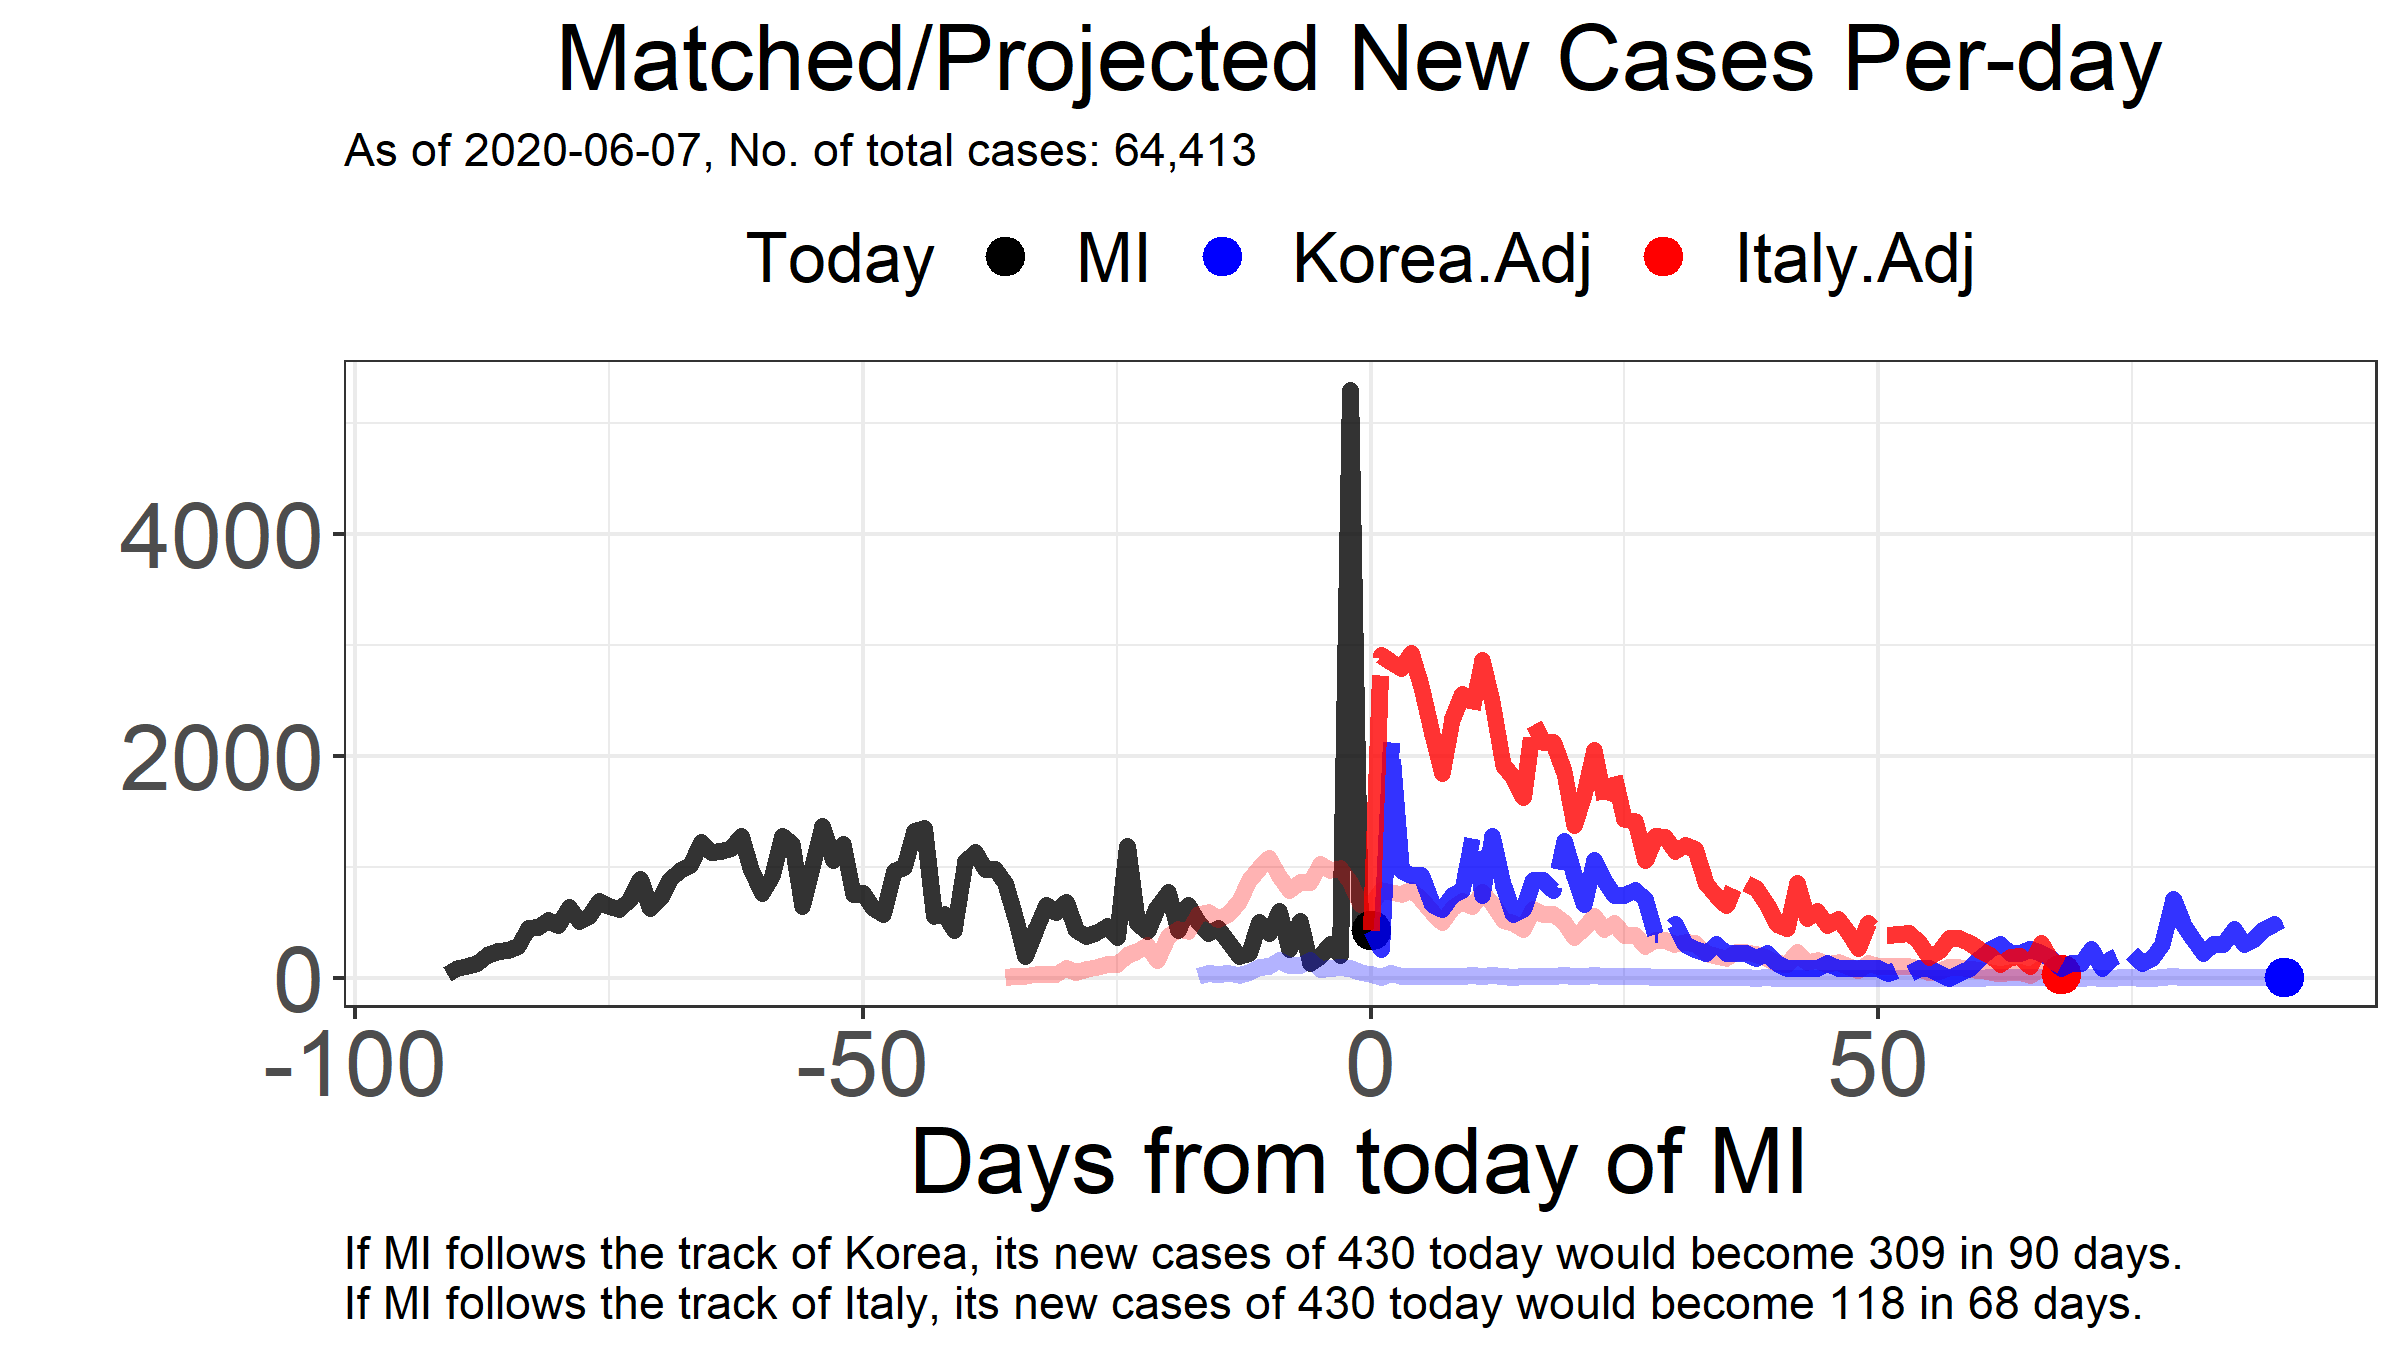 Matched/Projected New Cases Per-day
As of 2020-06-07, No. of total cases: 64,413
Today MI Korea.Adj Italy.Adj
4000
2000
0
-100 -50 0 50
Days from today of MI
If MI follows the track of Korea, its new cases of 430 today would become 309 in 90 days.
If MI follows the track of Italy, its new cases of 430 today would become 118 in 68 days.